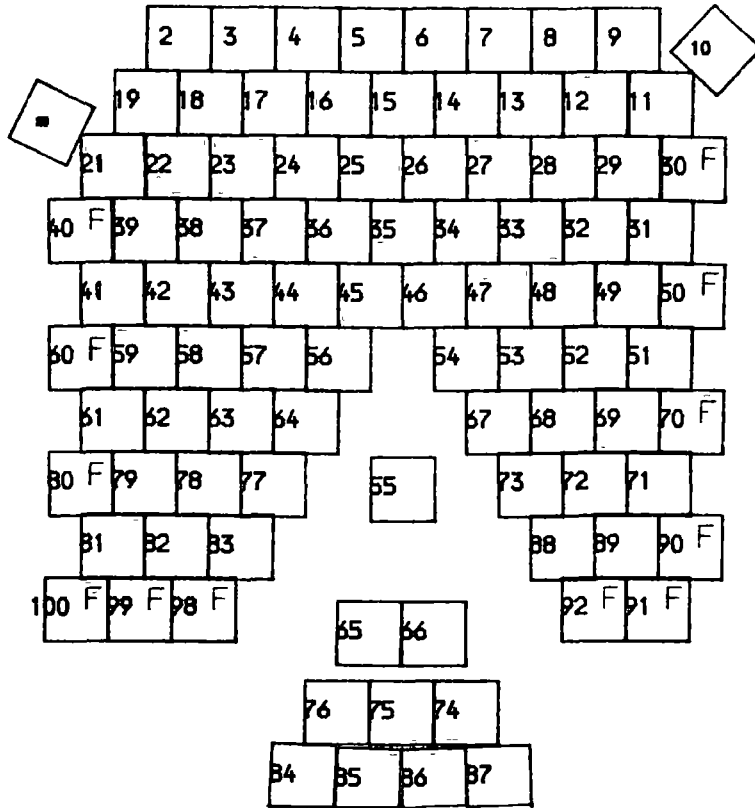 2 3 4 5 6 7 8 9 10
19 18 17 16 15 14 13 12 11
21 22 23 24 25 26 27 28 29 30 F
40 F 39 38 37 36 35 34 33 32 31
41 42 43 44 45 46 47 48 49 50 F
60 F 59 58 57 56 54 53 52 51
61 62 63 64 67 68 69 70 F
80 F 79 78 77 55 73 72 71
81 82 83 88 89 90 F
100 F 99 F 98 F 92 F 91 F
65 66
76 75 74
84 85 86 87